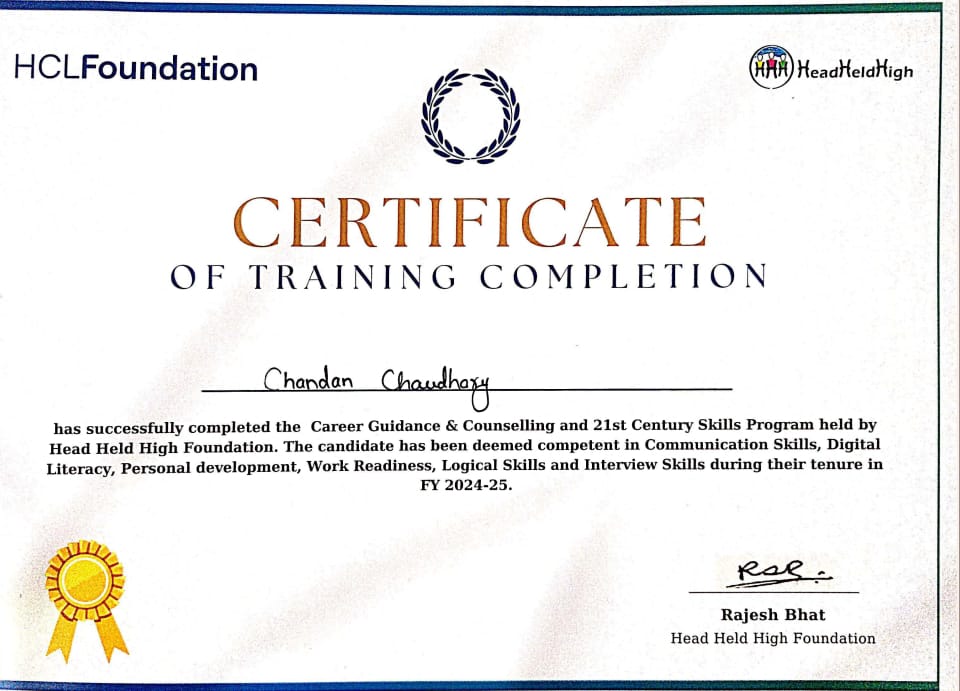 HCLFoundation
HHH HeadHeldHigh
CERTIFICATE
OF TRAINING COMPLETION
Chandan Chaudhary
has successfully completed the Career Guidance & Counselling and 21st Century Skills Program held by
Head Held High Foundation. The candidate has been deemed competent in Communication Skills, Digital
Literacy, Personal development, Work Readiness, Logical Skills and Interview Skills during their tenure in
FY 2024-25.
RSR
Rajesh Bhat
Head Held High Foundation